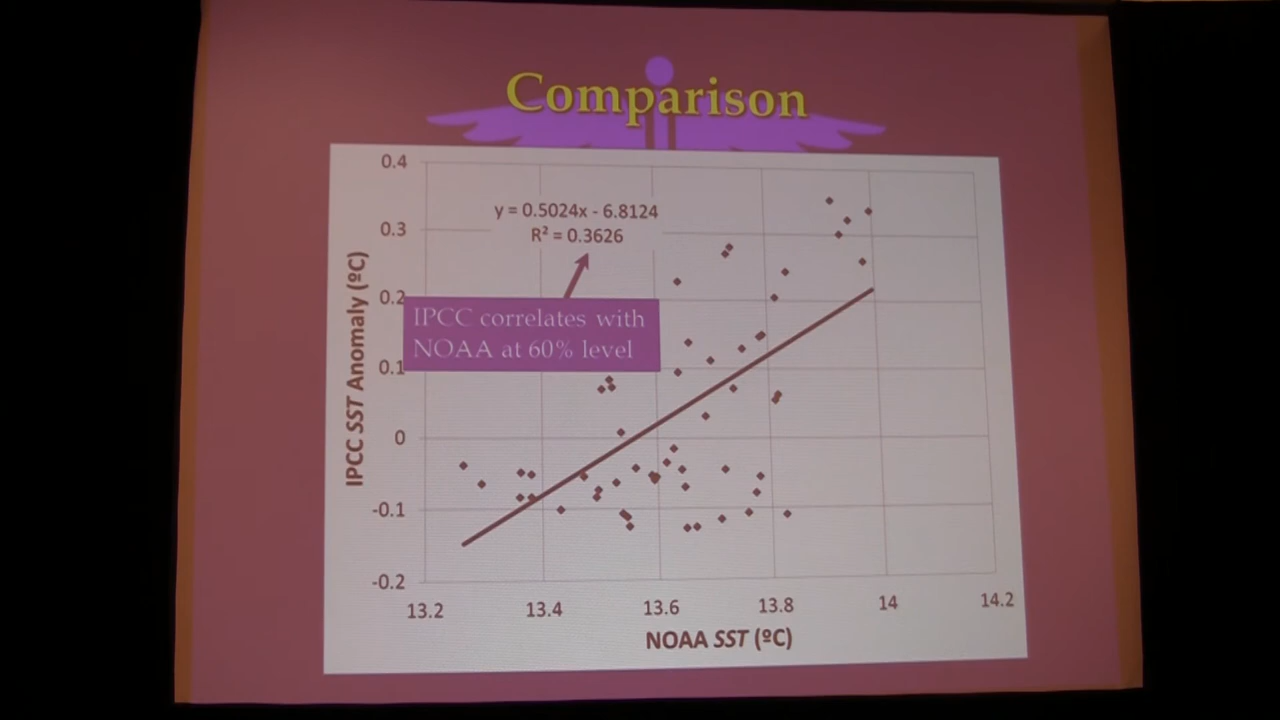 Comparison
0.4
y = 0.5024x - 6.8124
0.3
R² = 0.3626
0.2
IPCC correlates with
NOAA at 60% level
0.1
0
-0.1
-0.2
IPCC SST Anomaly (ºC)
13.2 13.4 13.6 13.8 14 14.2
NOAA SST (ºC)